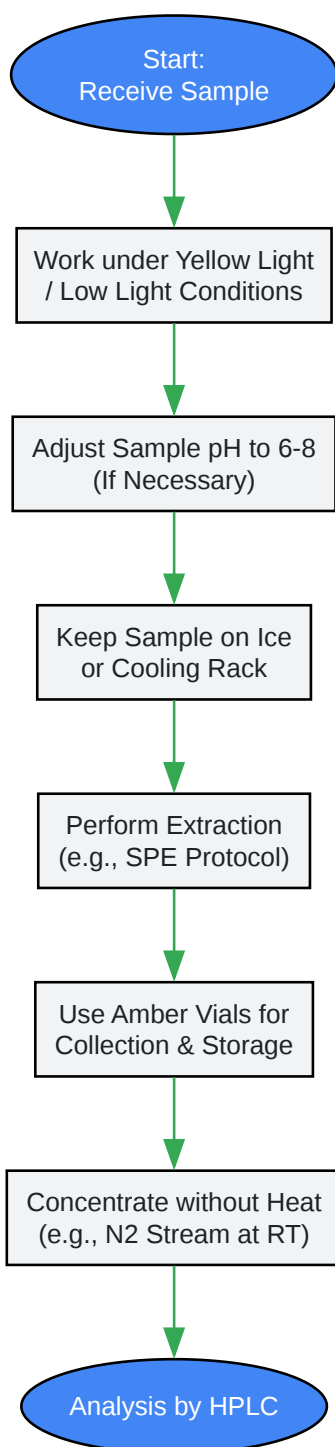 Start:
Receive Sample
Work under Yellow Light
/ Low Light Conditions
Adjust Sample pH to 6-8
(If Necessary)
Keep Sample on Ice
or Cooling Rack
Perform Extraction
(e.g., SPE Protocol)
Use Amber Vials for
Collection & Storage
Concentrate without Heat
(e.g., N2 Stream at RT)
Analysis by HPLC